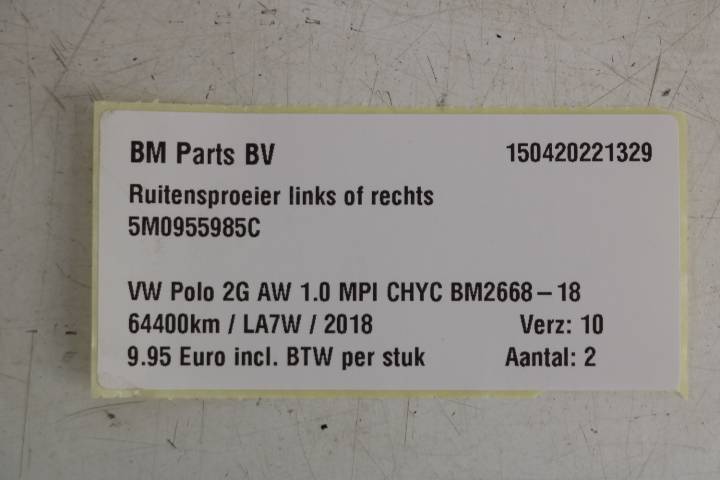 BM Parts BV 150420221329
Ruitensproeier links of rechts
5M0955985C
VW Polo 2G AW 1.0 MPI CHYC BM2668-18
64400km / LA7W / 2018 Verz: 10
9.95 Euro incl. BTW per stuk Aantal: 2